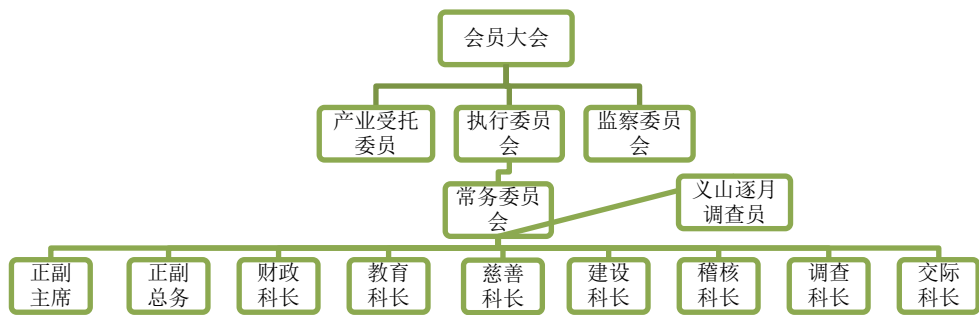 会员大会
产业受托
委员
执行委员
会
监察委员
会
常务委员
会
义山逐月
调查员
正副
主席
正副
总务
财政
科长
教育
科长
慈善
科长
建设
科长
稽核
科长
调查
科长
交际
科长